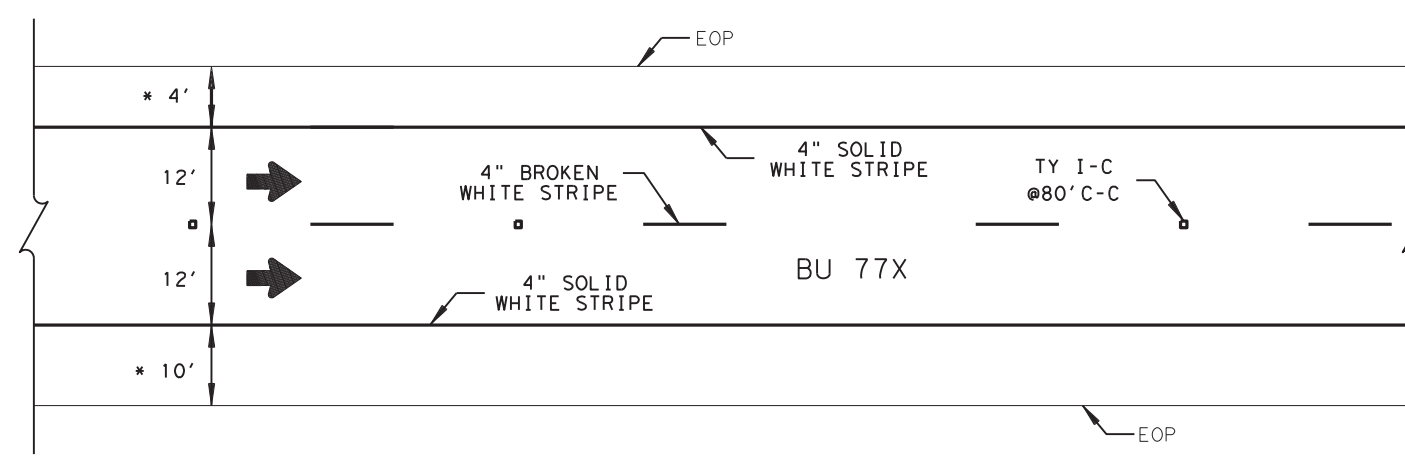 EOP
* 4'
4" SOLID
WHITE STRIPE
12'
4" BROKEN
WHITE STRIPE
TY I-C
@80'C-C
12'
BU 77X
4" SOLID
WHITE STRIPE
* 10'
EOP